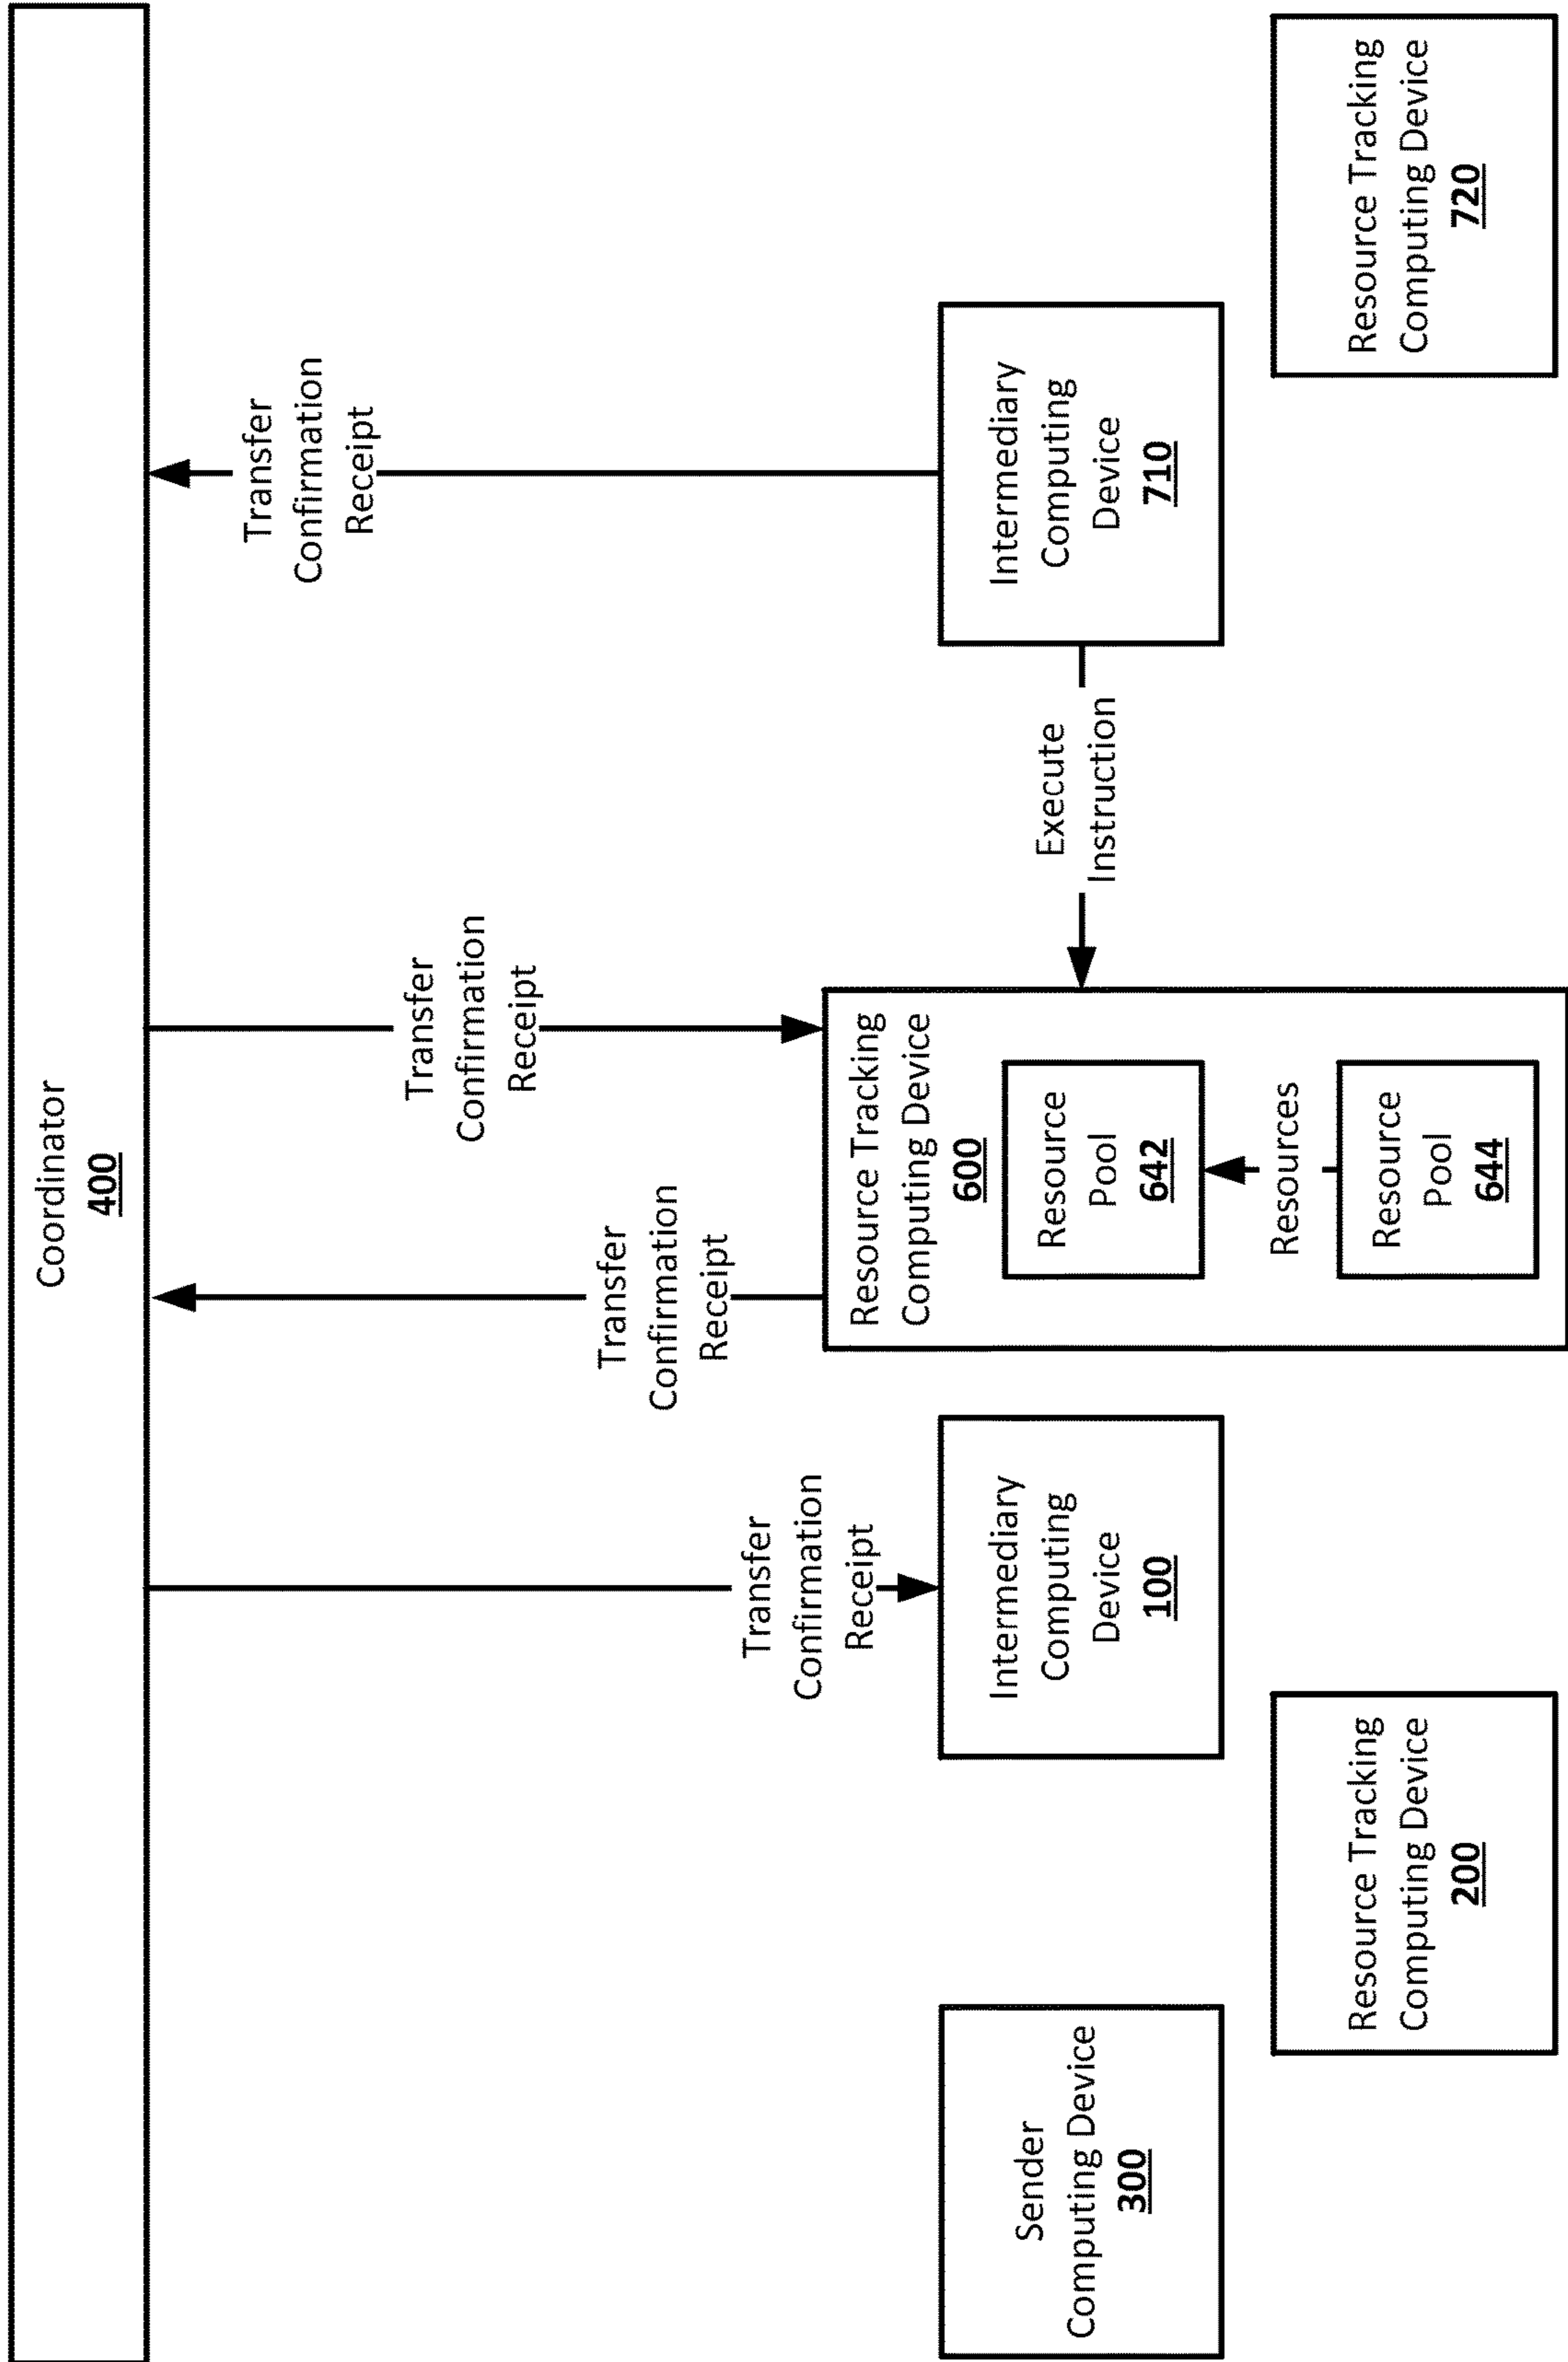 Coordinator
400
Transfer
Confirmation
Receipt
Transfer
Confirmation
Receipt
Transfer
Confirmation
Receipt
Transfer
Confirmation
Receipt
Sender
Computing Device
300
Resource Tracking
Computing Device
200
Intermediary
Computing
Device
100
Resource Tracking
Computing Device
600
Resource
Pool
642
Resources
Resource
Pool
644
Execute
Instruction
Intermediary
Computing
Device
710
Resource Tracking
Computing Device
720